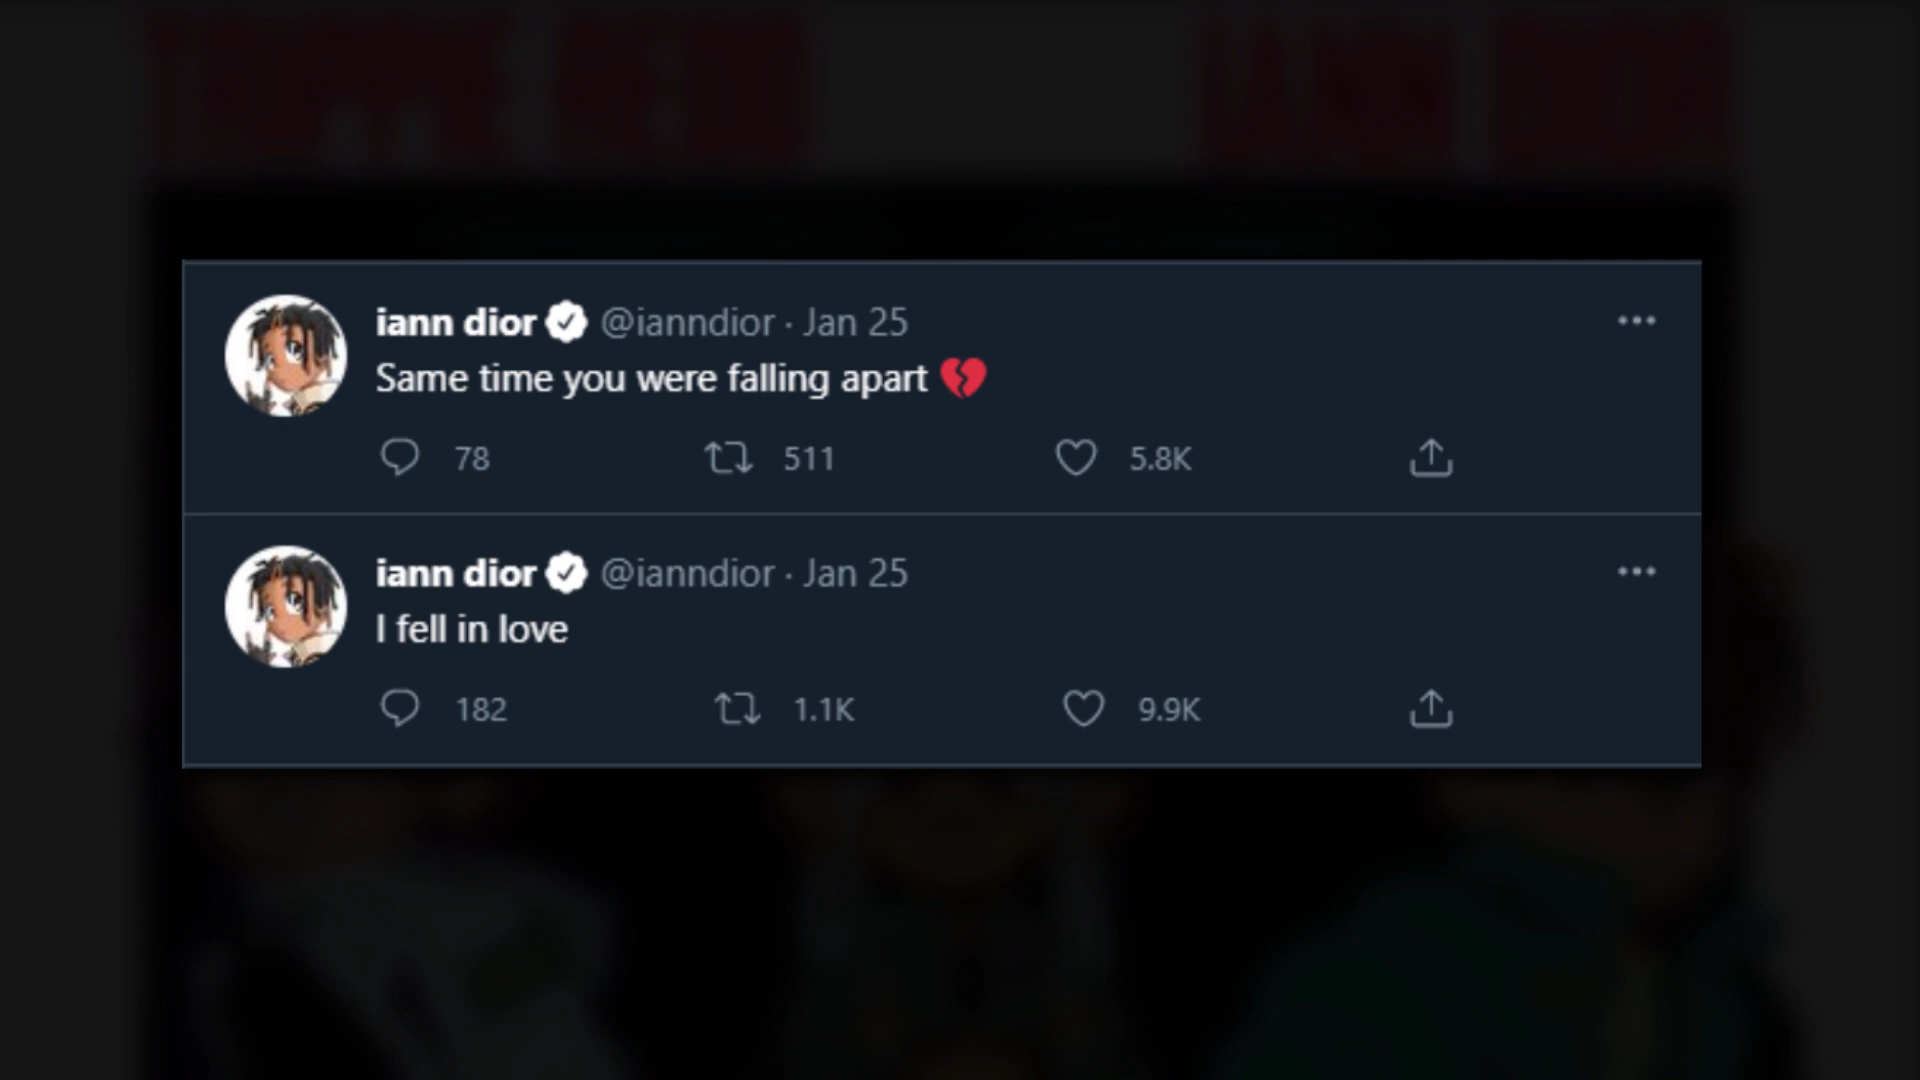 iann dior @ianndior · Jan 25
Same time you were falling apart 💔
78 511 5.8K
iann dior @ianndior · Jan 25
I fell in love
182 1.1K 9.9K